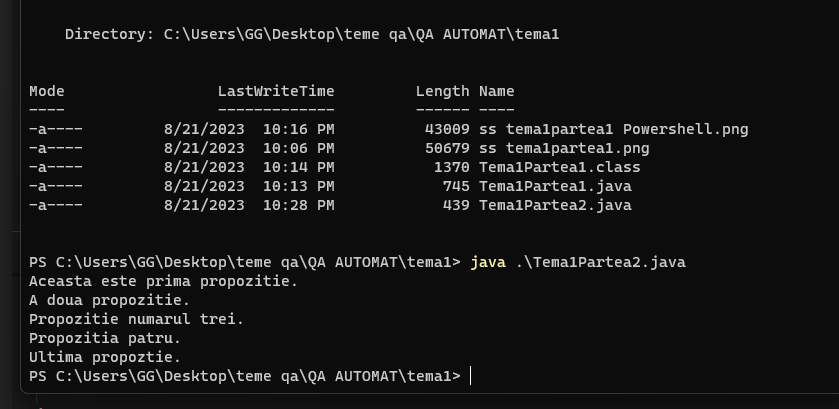 Directory: C:\Users\GG\Desktop\teme qa\QA AUTOMAT\tema1
Mode LastWriteTime Length Name
---- ------------- ------ ----
-a---- 8/21/2023 10:16 PM 43009 ss tema1partea1 Powershell.png
-a---- 8/21/2023 10:06 PM 50679 ss tema1partea1.png
-a---- 8/21/2023 10:14 PM 1370 Tema1Partea1.class
-a---- 8/21/2023 10:13 PM 745 Tema1Partea1.java
-a---- 8/21/2023 10:28 PM 439 Tema1Partea2.java
PS C:\Users\GG\Desktop\teme qa\QA AUTOMAT\tema1> java .\Tema1Partea2.java
Aceasta este prima propozitie.
A doua propozitie.
Propozitie numarul trei.
Propozitia patru.
Ultima propoztie.
PS C:\Users\GG\Desktop\teme qa\QA AUTOMAT\tema1>